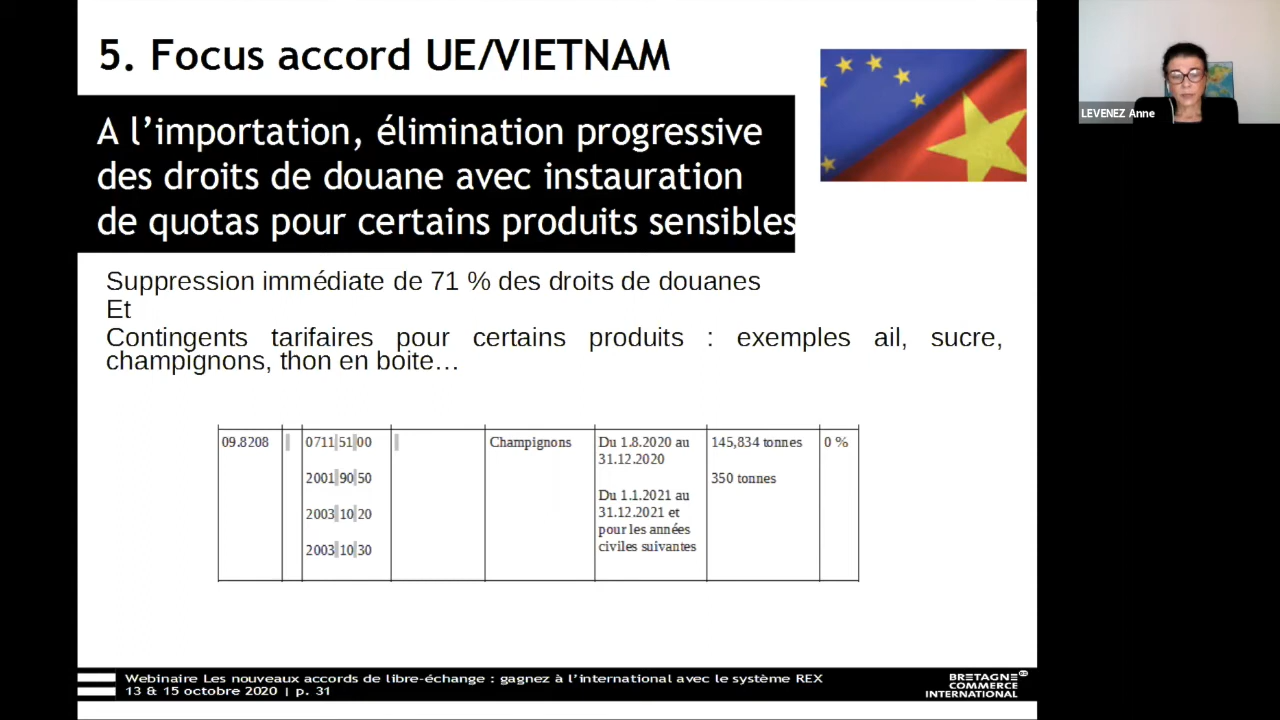 5. Focus accord UE/VIETNAM
A l'importation, élimination progressive
des droits de douane avec instauration
de quotas pour certains produits sensibles
LEVENEZ Anne
Suppression immédiate de 71 % des droits de douanes
Et
Contingents tarifaires pour certains produits : exemples ail, sucre,
champignons, thon en boite…
09.8208
0711 51 00
2001 90 50
2003 10 20
2003 10 30
Champignons
Du 1.8.2020 au
31.12.2020
Du 1.1.2021 au
31.12.2021 et
pour les années
civiles suivantes
145,834 tonnes
350 tonnes
0 %
Webinaire Les nouveaux accords de libre-échange : gagnez à l'international avec le système REX
13 & 15 octobre 2020 | p. 31
BRETAGNE
COMMERCE
INTERNATIONAL